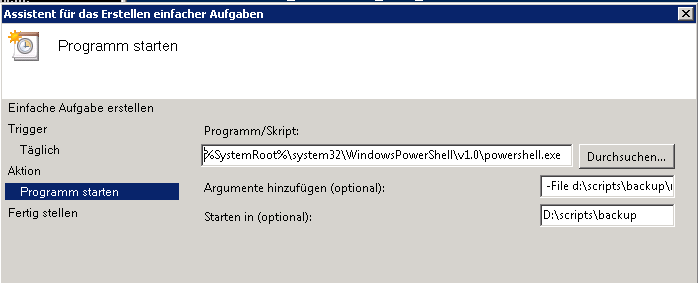 Assistent für das Erstellen einfacher Aufgaben
Programm starten
Einfache Aufgabe erstellen
Trigger
Täglich
Aktion
Programm starten
Fertig stellen
Programm/Skript:
%SystemRoot%\system32\WindowsPowerShell\v1.0\powershell.exe
Durchsuchen...
Argumente hinzufügen (optional):
-File d:\scripts\backup\
Starten in (optional):
D:\scripts\backup